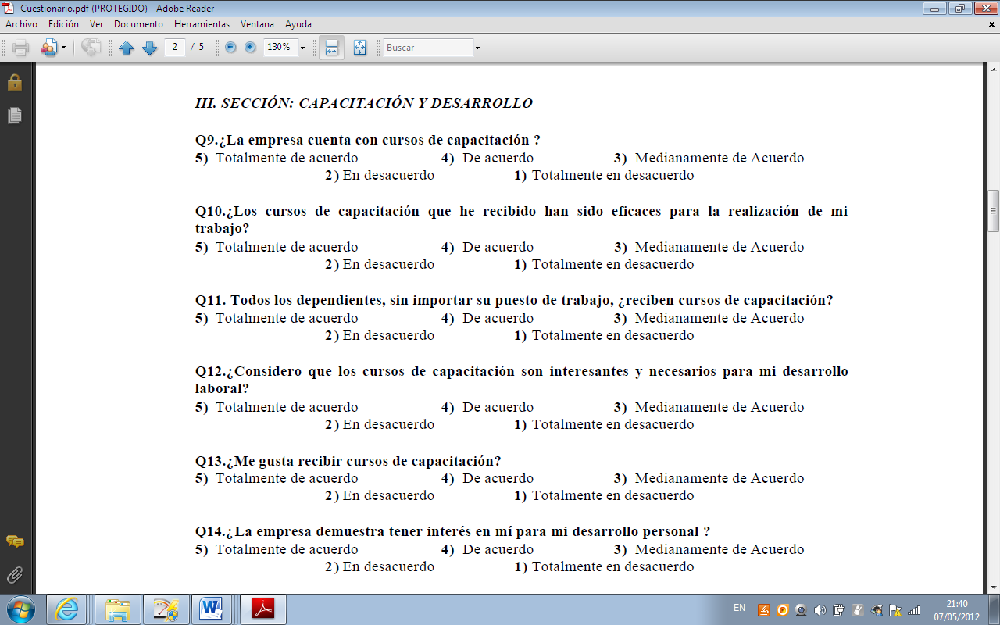 Cuestionario.pdf (PROTEGIDO) - Adobe Reader
Archivo Edición Ver Documento Herramientas Ventana Ayuda
2 / 5 130% Buscar
III. SECCIÓN: CAPACITACIÓN Y DESARROLLO
Q9.¿La empresa cuenta con cursos de capacitación ?
5) Totalmente de acuerdo 4) De acuerdo 3) Medianamente de Acuerdo
2) En desacuerdo 1) Totalmente en desacuerdo
Q10.¿Los cursos de capacitación que he recibido han sido eficaces para la realización de mi
trabajo?
5) Totalmente de acuerdo 4) De acuerdo 3) Medianamente de Acuerdo
2) En desacuerdo 1) Totalmente en desacuerdo
Q11. Todos los dependientes, sin importar su puesto de trabajo, ¿reciben cursos de capacitación?
5) Totalmente de acuerdo 4) De acuerdo 3) Medianamente de Acuerdo
2) En desacuerdo 1) Totalmente en desacuerdo
Q12.¿Considero que los cursos de capacitación son interesantes y necesarios para mi desarrollo
laboral?
5) Totalmente de acuerdo 4) De acuerdo 3) Medianamente de Acuerdo
2) En desacuerdo 1) Totalmente en desacuerdo
Q13.¿Me gusta recibir cursos de capacitación?
5) Totalmente de acuerdo 4) De acuerdo 3) Medianamente de Acuerdo
2) En desacuerdo 1) Totalmente en desacuerdo
Q14.¿La empresa demuestra tener interés en mí para mi desarrollo personal ?
5) Totalmente de acuerdo 4) De acuerdo 3) Medianamente de Acuerdo
2) En desacuerdo 1) Totalmente en desacuerdo
EN 21:40
07/05/2012